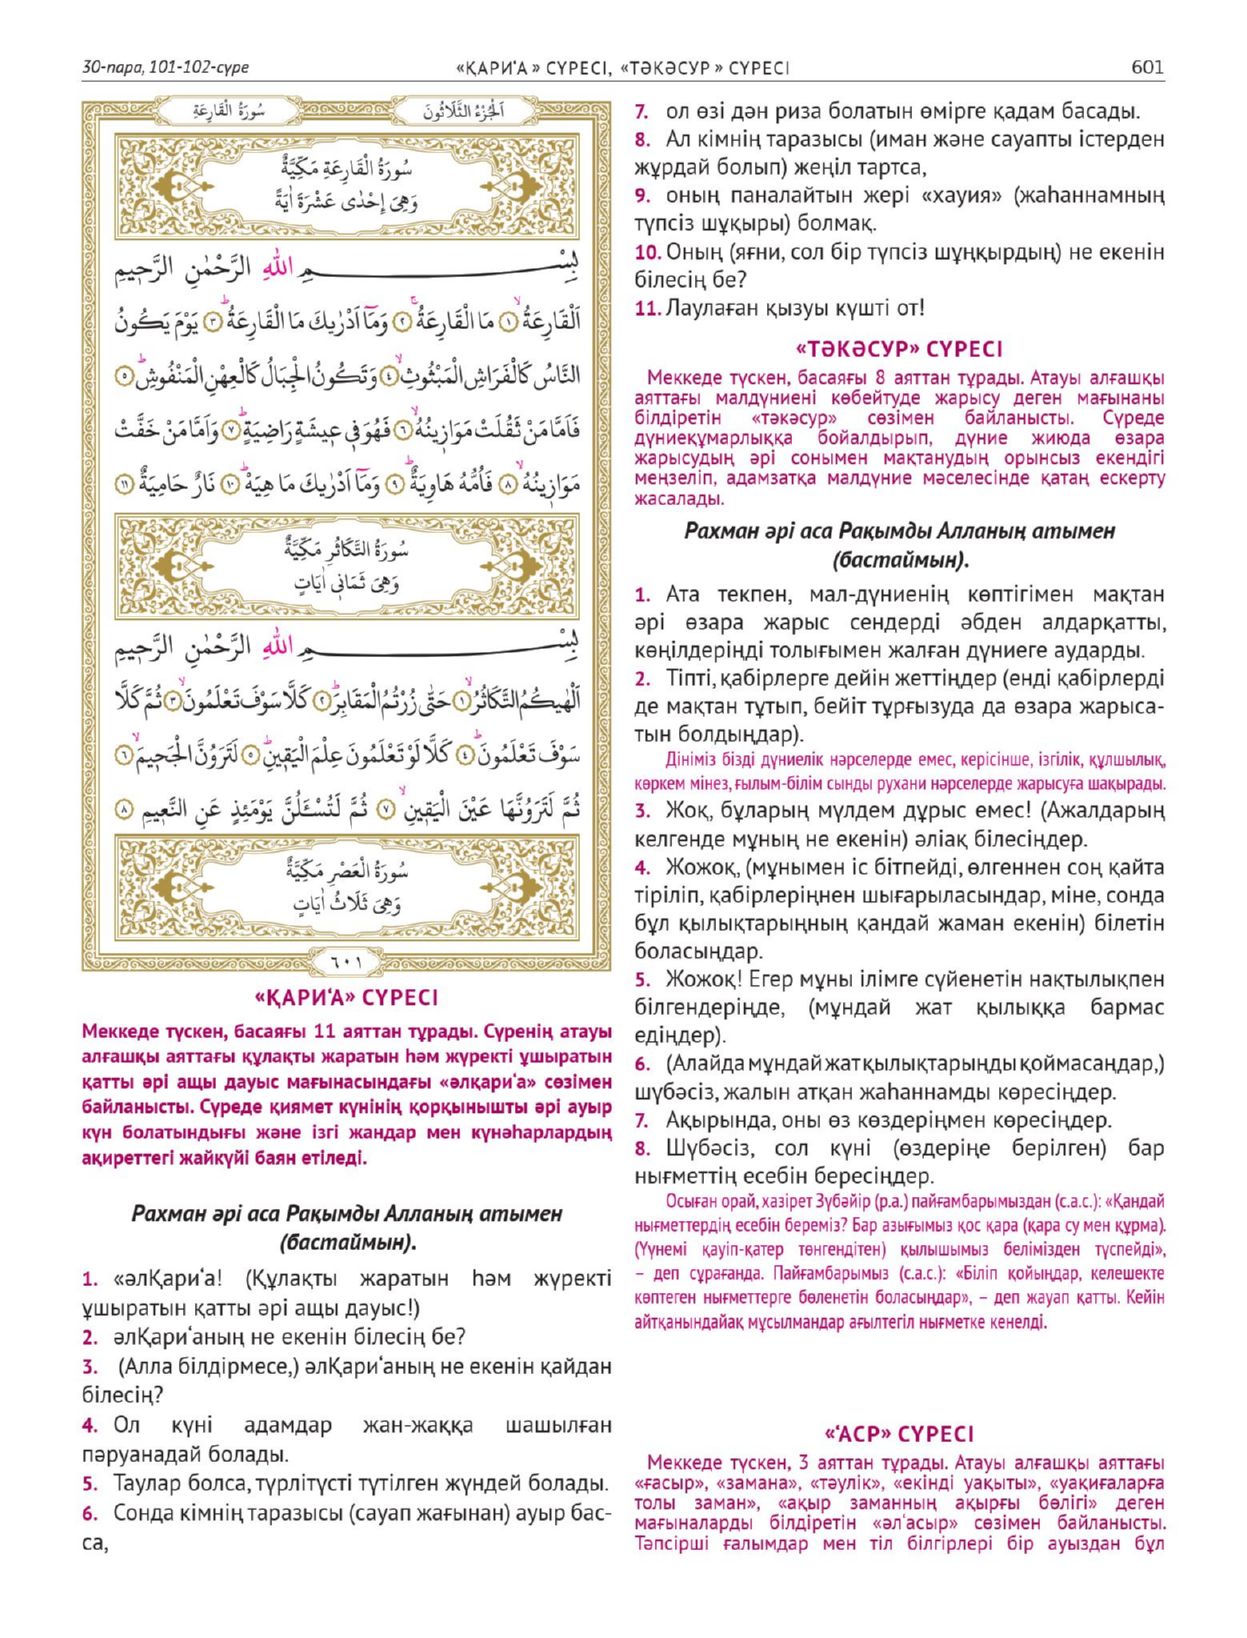 30-пара, 101-102-сүре
«ҚАРИ‘А» СҮРЕСІ, «ТӘКӘСУР» СҮРЕСІ
601
اَلْجُزْءُ الثَّلَاثُونَ
سُورَةُ الْقَارِعَةِ
سُورَةُ الْقَارِعَةِ مَكِّيَّةٌ
وَهِيَ إِحْدٰى عَشْرَةَ اٰيَةً
بِسْمِ اللّٰهِ الرَّحْمٰنِ الرَّحِيمِ
اَلْقَارِعَةُۙ ١ مَا الْقَارِعَةُۚ ٢ وَمَٓا اَدْرٰيكَ مَا الْقَارِعَةُۜ ٣ يَوْمَ يَكُونُ
النَّاسُ كَالْفَرَاشِ الْمَبْثُوثِۙ ٤ وَتَكُونُ الْجِبَالُ كَالْعِهْنِ الْمَنْفُوشِۜ ٥
فَاَمَّا مَنْ ثَقُلَتْ مَوَازِينُهُۙ ٦ فَهُوَ فِي عِيشَةٍ رَاضِيَةٍۜ ٧ وَاَمَّا مَنْ خَفَّتْ
مَوَازِينُهُۙ ٨ فَاُمُّهُ هَاوِيَةٌۜ ٩ وَمَٓا اَدْرٰيكَ مَا هِيَهْۜ ١٠ نَارٌ حَامِيَةٌ ١١
سُورَةُ التَّكَاثُرِ مَكِّيَّةٌ
وَهِيَ ثَمَانِي اٰيَاتٍ
بِسْمِ اللّٰهِ الرَّحْمٰنِ الرَّحِيمِ
اَلْهٰيكُمُ التَّكَاثُرُۙ ١ حَتّٰى زُرْتُمُ الْمَقَابِرَۜ ٢ كَلَّا سَوْفَ تَعْلَمُونَۙ ٣ ثُمَّ كَلَّا
سَوْفَ تَعْلَمُونَۜ ٤ كَلَّا لَوْ تَعْلَمُونَ عِلْمَ الْيَقِينِۜ ٥ لَتَرَوُنَّ الْجَحِيمَۙ ٦
ثُمَّ لَتَرَوُنَّهَا عَيْنَ الْيَقِينِۙ ٧ ثُمَّ لَتُسْـَٔلُنَّ يَوْمَئِذٍ عَنِ النَّعِيمِ ٨
سُورَةُ الْعَصْرِ مَكِّيَّةٌ
وَهِيَ ثَلَاثُ اٰيَاتٍ
٦٠١
«ҚАРИ‘А» СҮРЕСІ
Меккеде түскен, басаяғы 11 аяттан тұрады. Сүренің атауы
алғашқы аяттағы құлақты жаратын һәм жүректі ұшыратын
қатты әрі ащы дауыс мағынасындағы «әлқари‘а» сөзімен
байланысты. Сүреде қиямет күнінің қорқынышты әрі ауыр
күн болатындығы және ізгі жандар мен күнәһарлардың
ақиреттегі жайкүйі баян етіледі.
Рахман әрі аса Рақымды Алланың атымен
(бастаймын).
1. «әлҚари‘а! (Құлақты жаратын һәм жүректі
ұшыратын қатты әрі ащы дауыс!)
2. әлҚари‘аның не екенін білесің бе?
3. (Алла білдірмесе,) әлҚари‘аның не екенін қайдан
білесің?
4. Ол күні адамдар жан-жаққа шашылған
пәруанадай болады.
5. Таулар болса, түрлітүсті түтілген жүндей болады.
6. Сонда кімнің таразысы (сауап жағынан) ауыр бас-
са,
7. ол өзі дән риза болатын өмірге қадам басады.
8. Ал кімнің таразысы (иман және сауапты істерден
жұрдай болып) жеңіл тартса,
9. оның паналайтын жері «хауия» (жаһаннамның
түпсіз шұқыры) болмақ.
10. Оның (яғни, сол бір түпсіз шұңқырдың) не екенін
білесің бе?
11. Лаулаған қызуы күшті от!
«ТӘКӘСУР» СҮРЕСІ
Меккеде түскен, басаяғы 8 аяттан тұрады. Атауы алғашқы
аяттағы малдүниені көбейтуде жарысу деген мағынаны
білдіретін «тәкәсур» сөзімен байланысты. Сүреде
дүниеқұмарлыққа бойалдырып, дүние жиюда өзара
жарысудың әрі сонымен мақтанудың орынсыз екендігі
меңзеліп, адамзатқа малдүние мәселесінде қатаң ескерту
жасалады.
Рахман әрі аса Рақымды Алланың атымен
(бастаймын).
1. Ата текпен, мал-дүниенің көптігімен мақтан
әрі өзара жарыс сендерді әбден алдарқатты,
көңілдеріңді толығымен жалған дүниеге аударды.
2. Тіпті, қабірлерге дейін жеттіңдер (енді қабірлерді
де мақтан тұтып, бейіт тұрғызуда да өзара жарыса-
тын болдыңдар).
Дініміз бізді дүниелік нәрселерде емес, керісінше, ізгілік, құлшылық,
көркем мінез, ғылым-білім сынды рухани нәрселерде жарысуға шақырады.
3. Жоқ, бұларың мүлдем дұрыс емес! (Ажалдарың
келгенде мұның не екенін) әліақ білесіңдер.
4. Жожоқ, (мұнымен іс бітпейді, өлгеннен соң қайта
тіріліп, қабірлеріңнен шығарыласындар, міне, сонда
бұл қылықтарыңның қандай жаман екенін) білетін
боласыңдар.
5. Жожоқ! Егер мұны ілімге сүйенетін нақтылықпен
білгендеріңде, (мұндай жат қылыққа бармас
едіңдер).
6. (Алайда мұндай жат қылықтарыңды қоймасаңдар,)
шүбәсіз, жалын атқан жаһаннамды көресіңдер.
7. Ақырында, оны өз көздеріңмен көресіңдер.
8. Шүбәсіз, сол күні (өздеріңе берілген) бар
нығметтің есебін бересіңдер.
Осыған орай, хазірет Зүбәйір (р.а.) пайғамбарымыздан (с.а.с.): «Қандай
нығметтердің есебін береміз? Бар азығымыз қос қара (қара су мен құрма).
(Үүнемі қауіп-қатер төнгендітен) қылышымыз белімізден түспейді»,
– деп сұрағанда. Пайғамбарымыз (с.а.с.): «Біліп қойыңдар, келешекте
көптеген нығметтерге бөленетін боласыңдар», – деп жауап қатты. Кейін
айтқанындайақ мұсылмандар ағылтегіл нығметке кенелді.
«‘АСР» СҮРЕСІ
Меккеде түскен, 3 аяттан тұрады. Атауы алғашқы аяттағы
«ғасыр», «замана», «тәулік», «екінді уақыты», «уақиғаларға
толы заман», «ақыр заманның ақырғы бөлігі» деген
мағыналарды білдіретін «әл‘асыр» сөзімен байланысты.
Тәпсірші ғалымдар мен тіл білгірлері бір ауыздан бұл